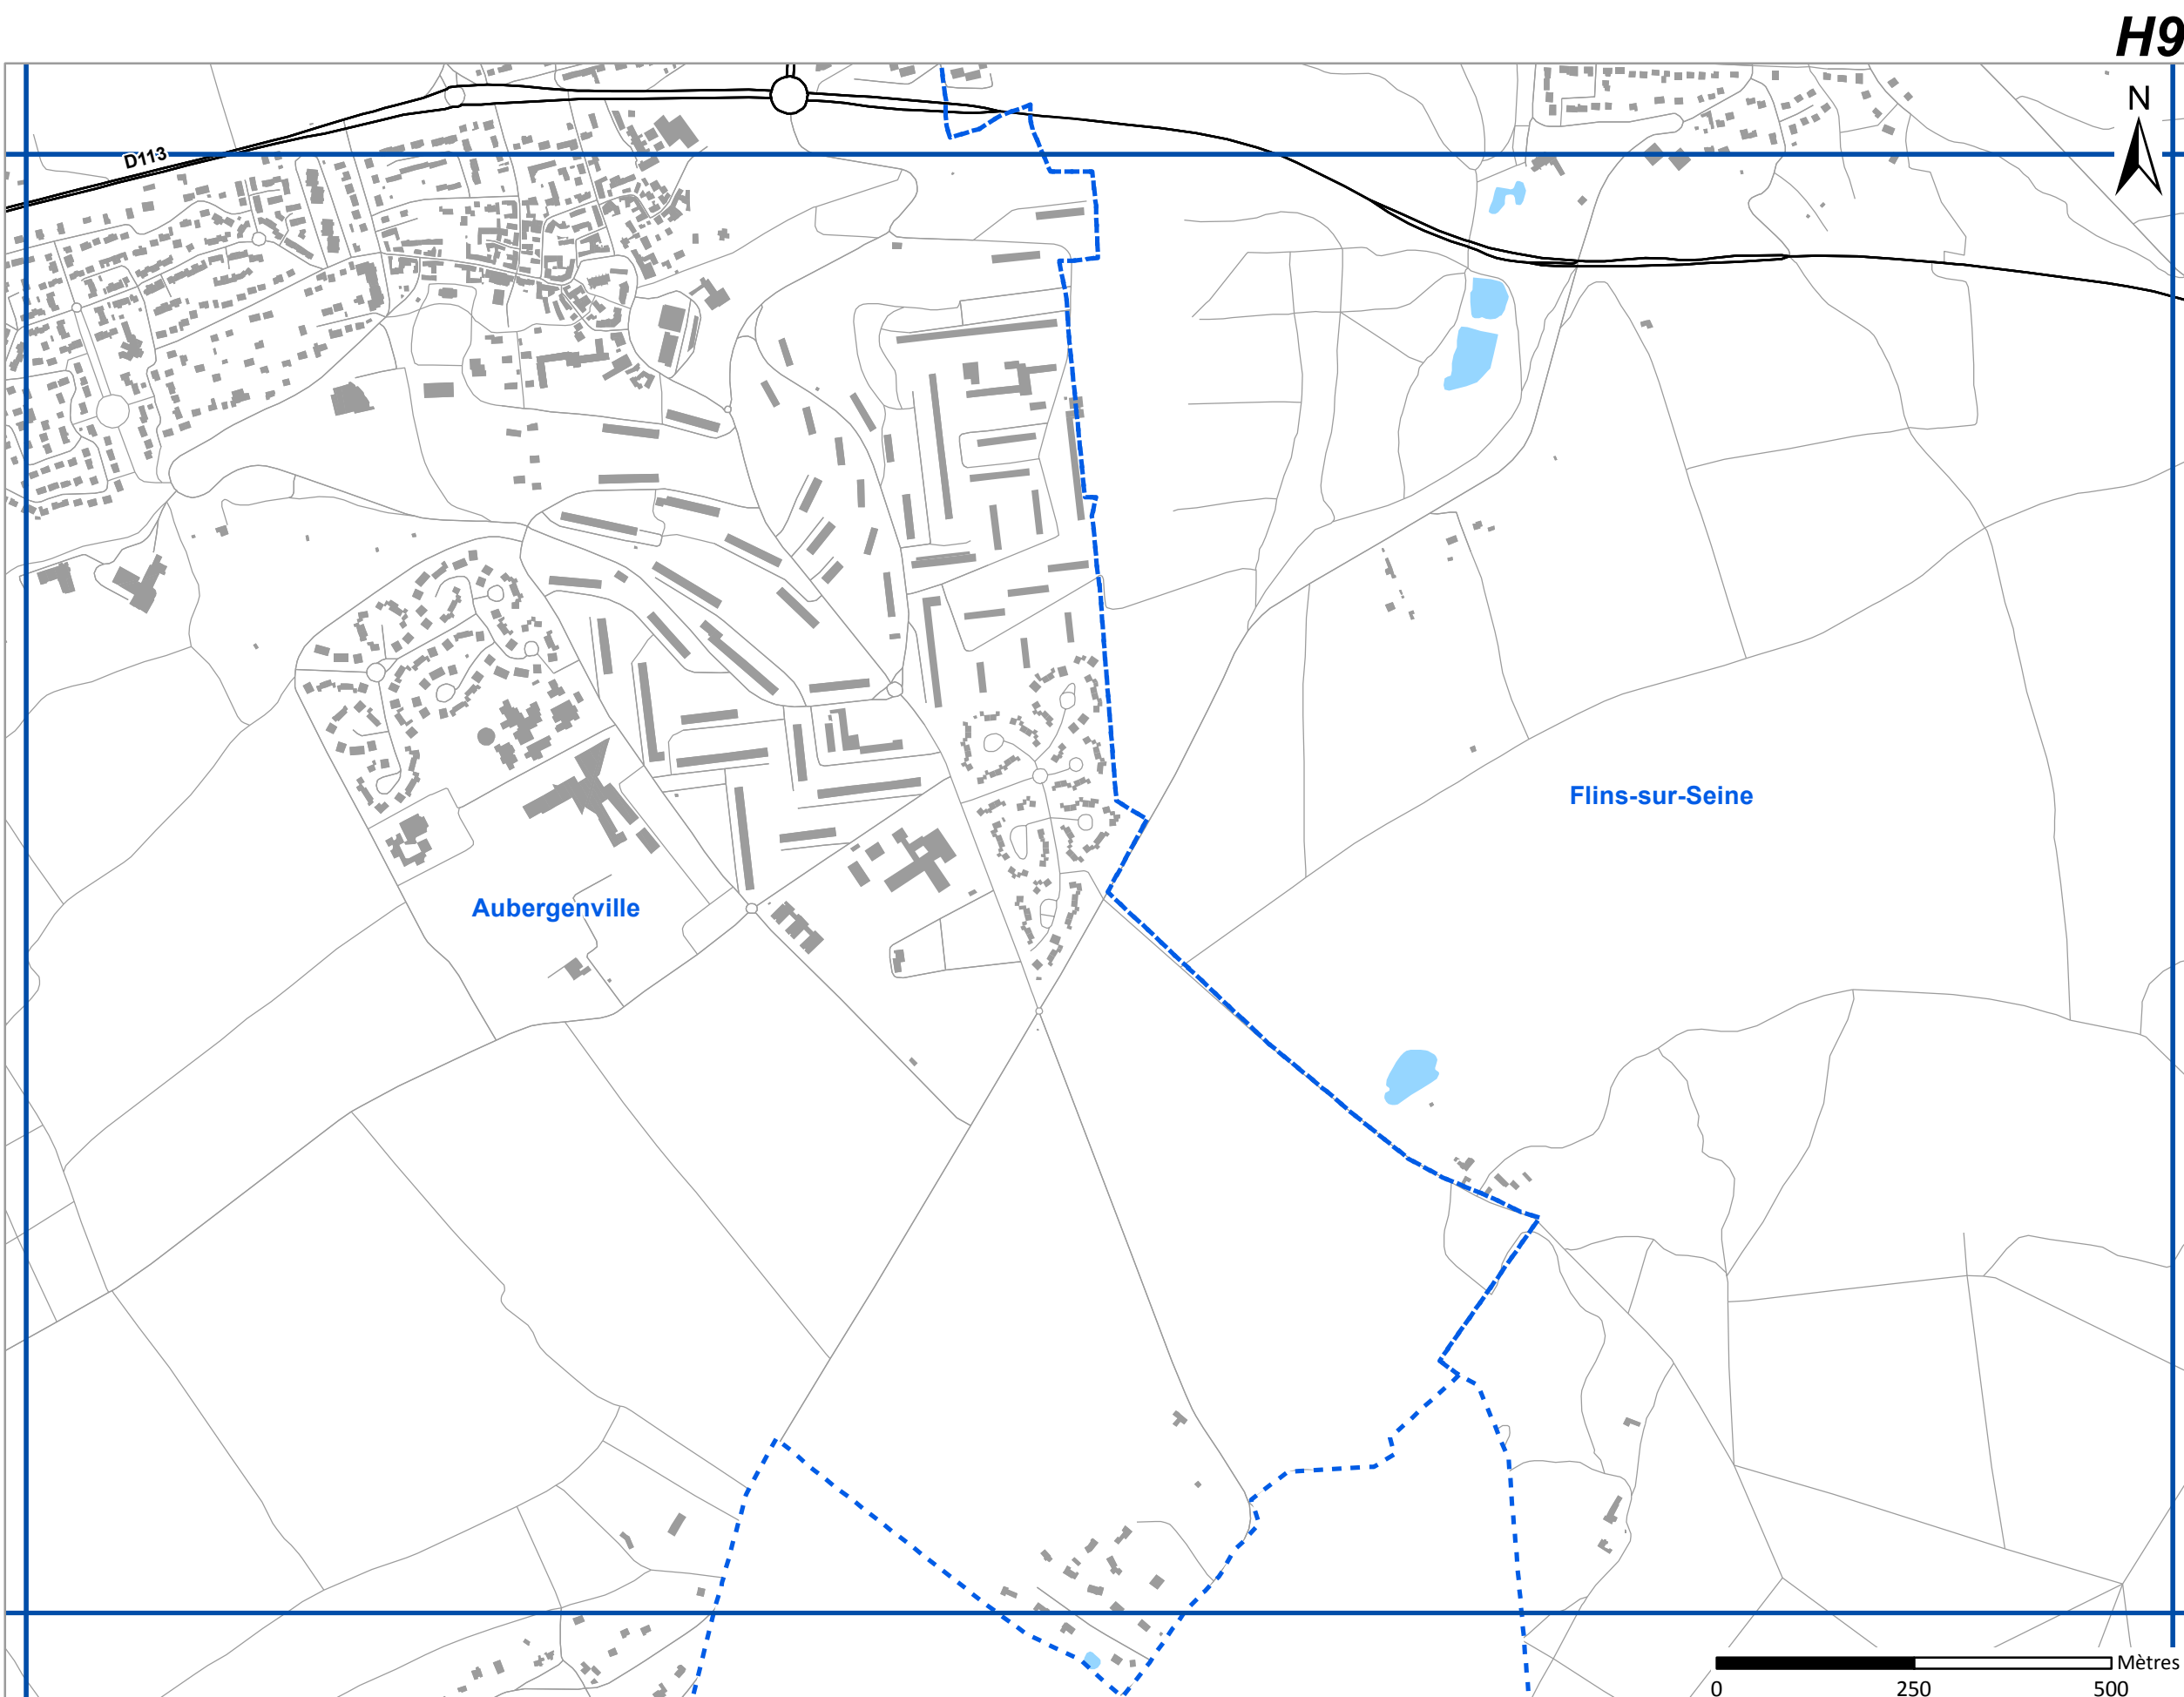 H9
N
D113
Flins-sur-Seine
Aubergenville
Mètres
0 250 500